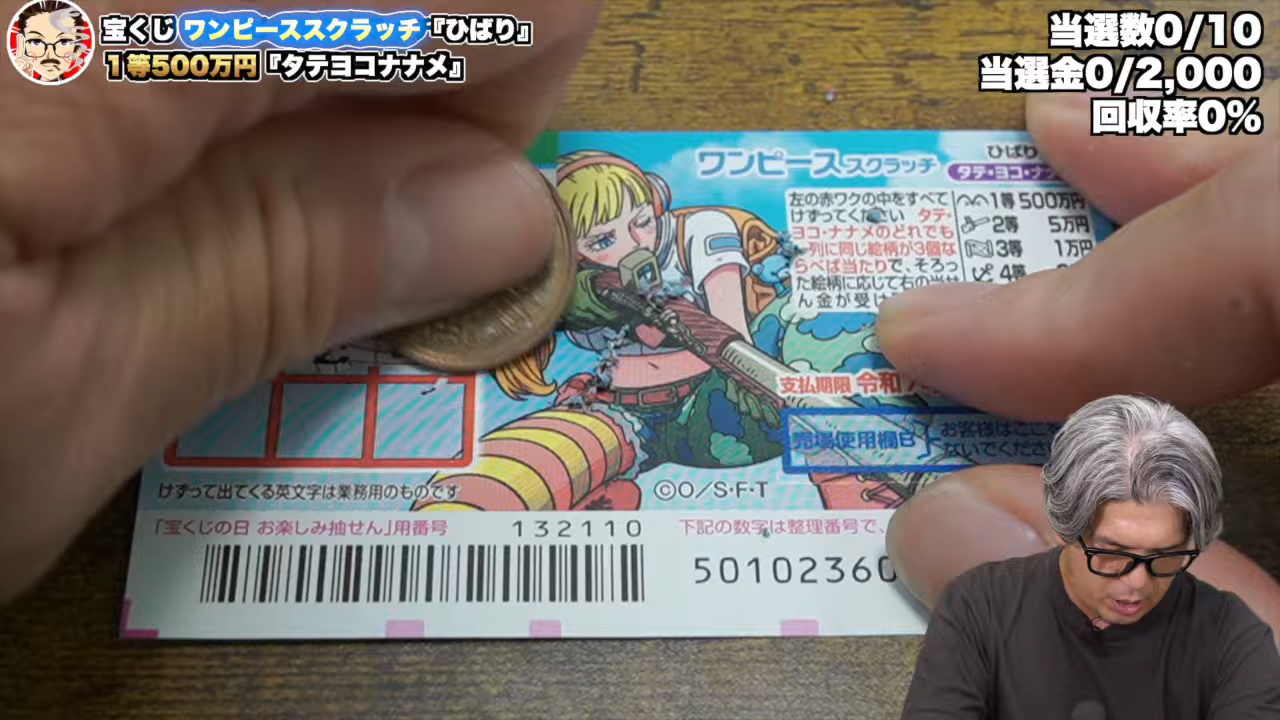 宝くじ ワンピーススクラッチ『ひばり』
1等500万円『タテヨコナナメ』
当選数0/10
当選金0/2,000
回収率0%
ワンピーススクラッチ
ひばり
タテ・ヨコ・ナ
左の赤ワクの中をすべて
けずってください タテ・
ヨコ・ナナメのどれでも
一列に同じ絵柄が3個な
らべば当たりで、そろっ
た絵柄に応じて右の当せ
ん金が受け
1等 500万円
2等 5万円
3等 1万円
4等
支払期限 令和
売場使用欄B
お客様はここを
ないでくださ
けずって出てくる英文字は業務用のものです
©O/S・F・T
「宝くじの日 お楽しみ抽せん」用番号 132110
下記の数字は整理番号で、
50102360